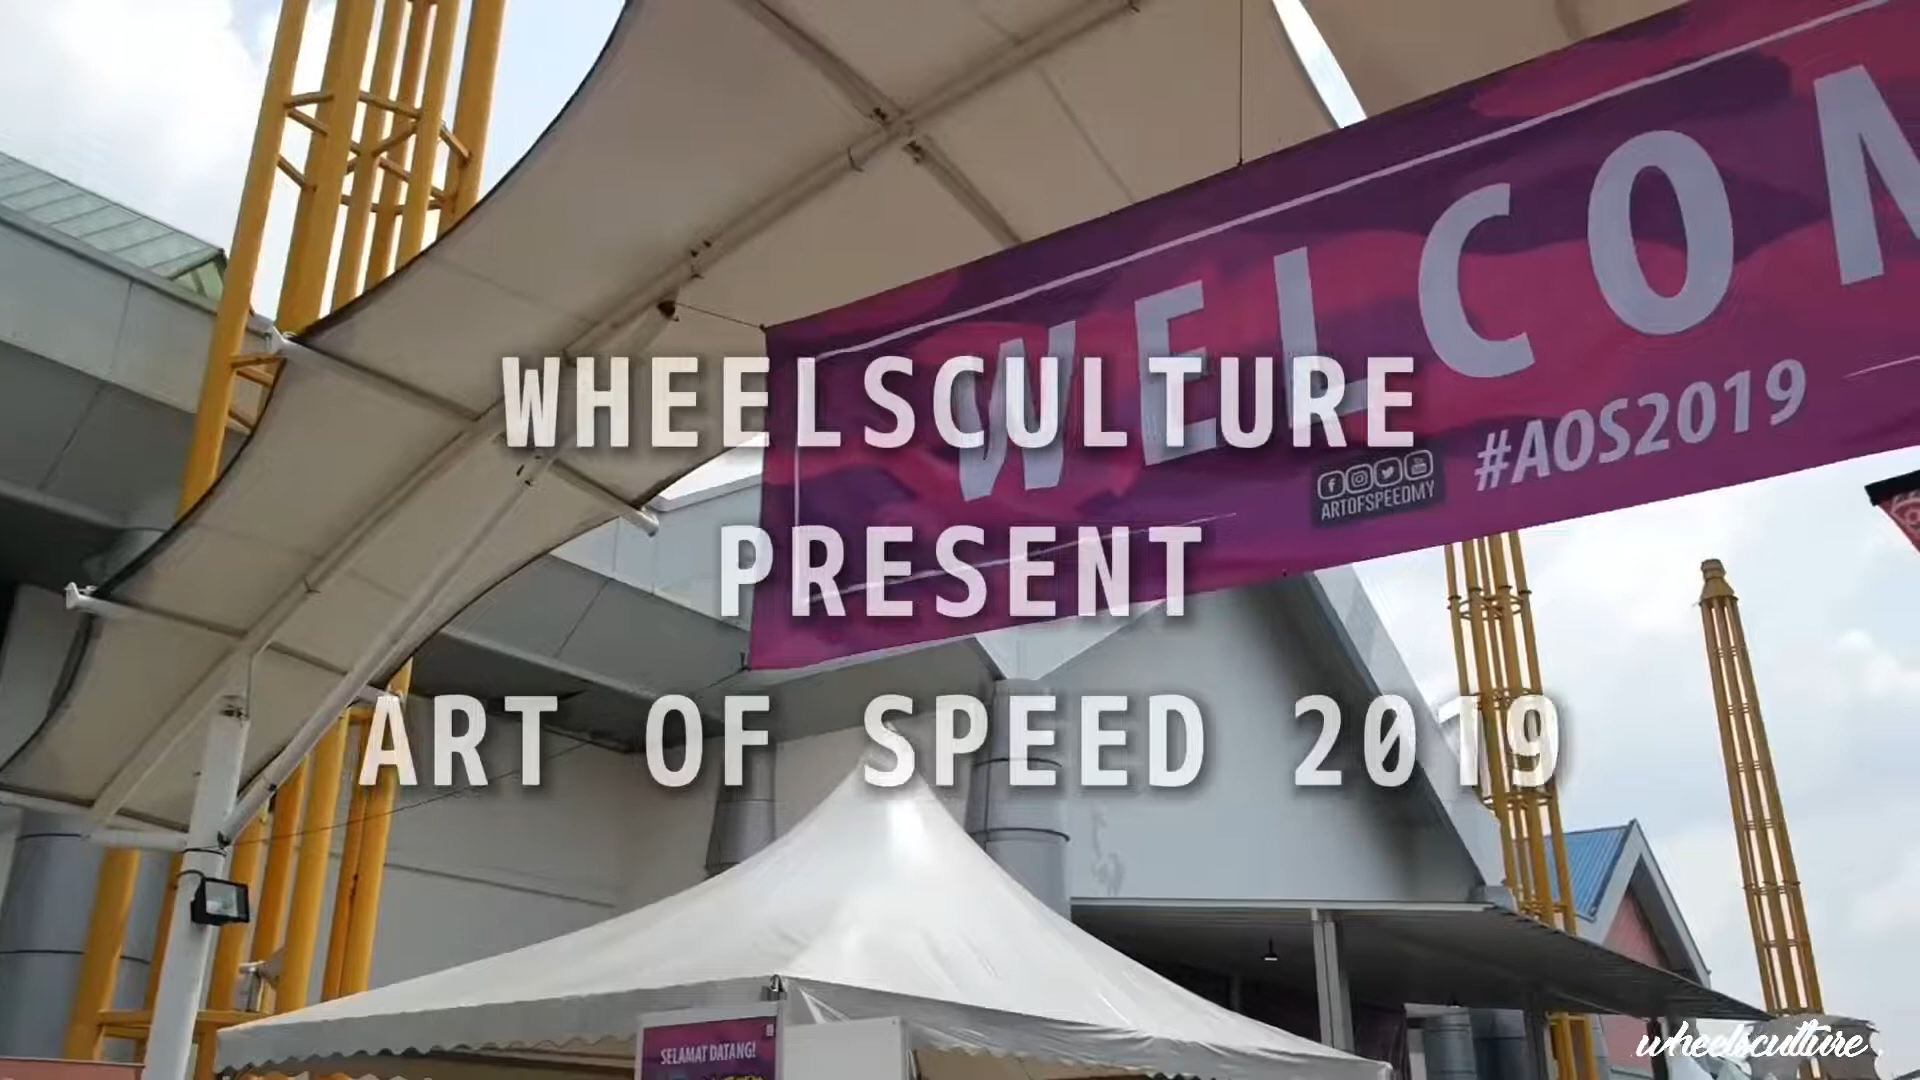 WELCOM
#AOS2019
ARTOFSPEEDMY
WHEELSCULTURE
PRESENT
ART OF SPEED 2019
SELAMAT DATANG!
wheelsculture